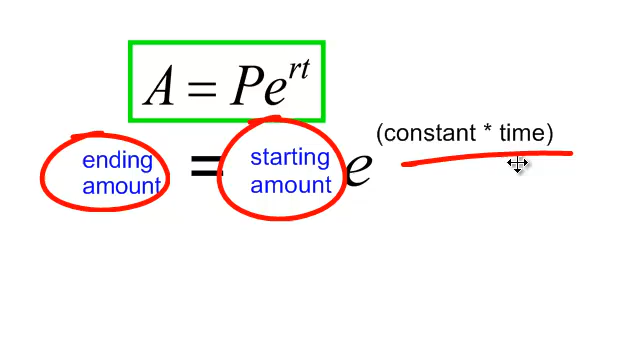 A = Pe^{rt}
(constant * time)
ending amount = starting amount e